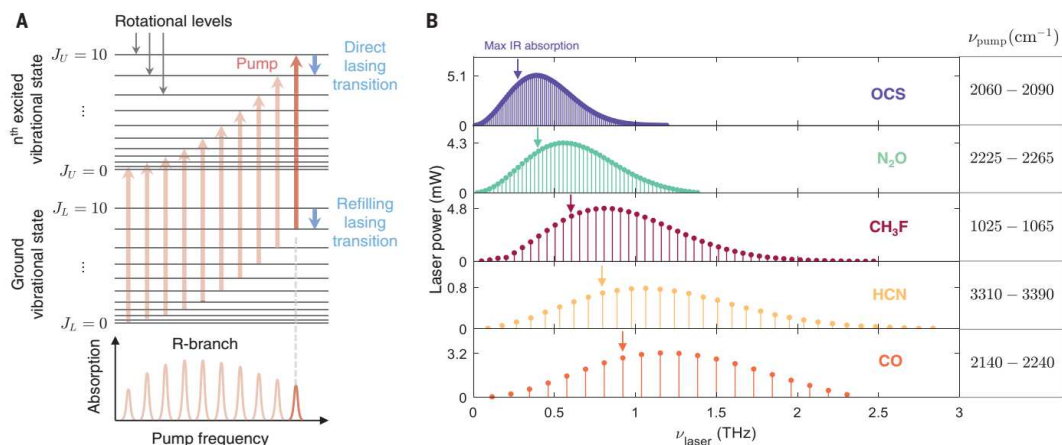 A
Rotational levels
J_U = 10
Direct
lasing
transition
Pump
n^th excited
vibrational state
⋮
J_U = 0
J_L = 10
Refilling
lasing
transition
Ground
vibrational state
⋮
J_L = 0
R-branch
Absorption
Pump frequency
B
ν_pump(cm⁻¹)
Max IR absorption
5.1
0
OCS
2060 − 2090
4.3
0
N₂O
2225 − 2265
Laser power (mW)
4.8
0
CH₃F
1025 − 1065
0.8
0
HCN
3310 − 3390
3.2
0
CO
2140 − 2240
0 0.5 1 1.5 2 2.5 3
ν_laser (THz)